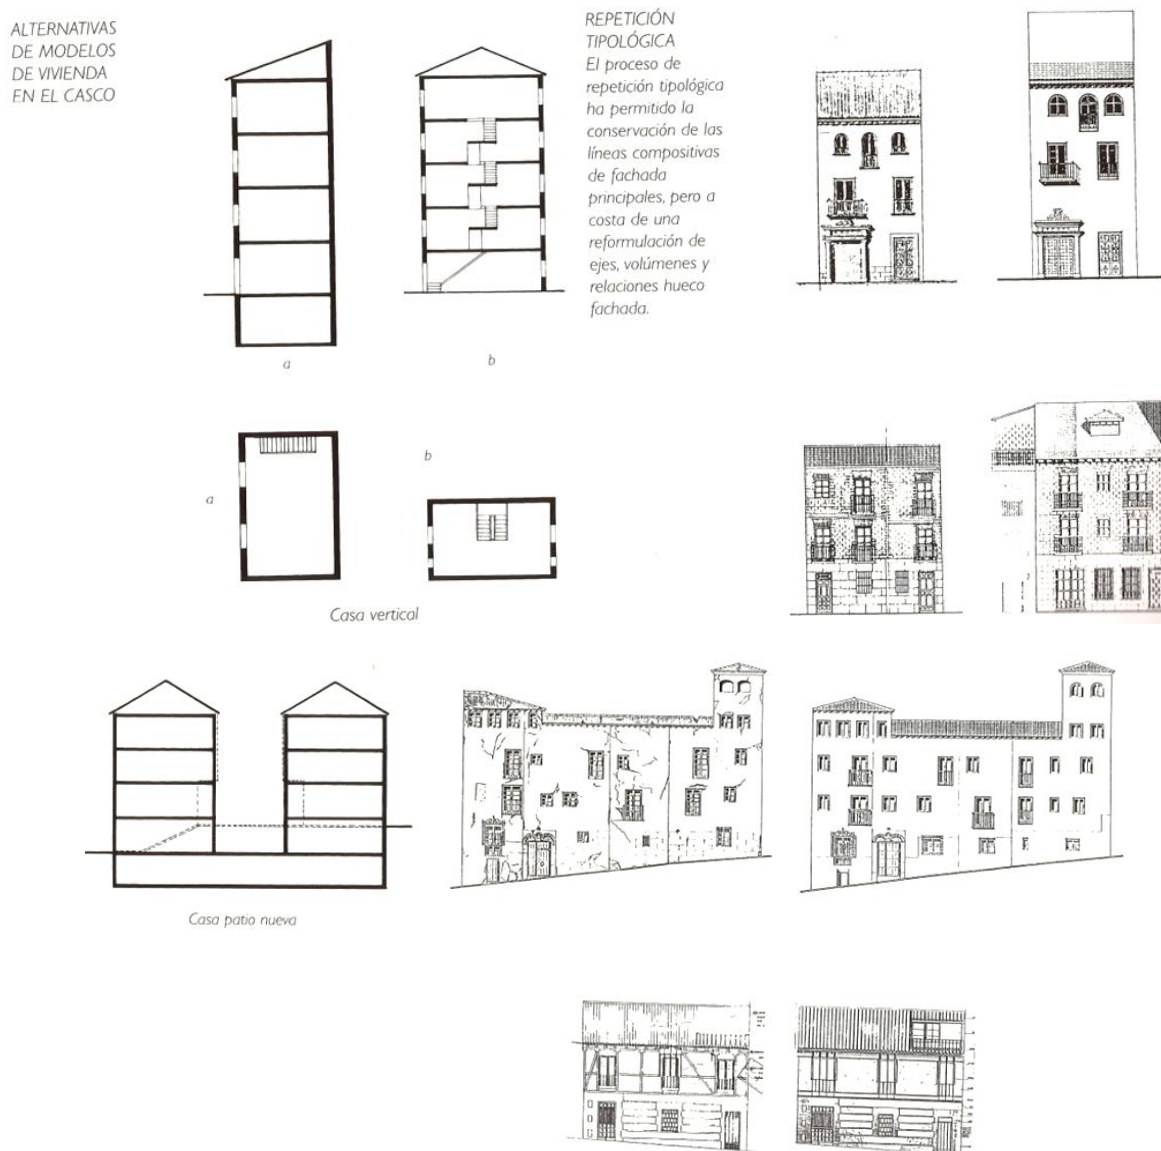 ALTERNATIVAS
DE MODELOS
DE VIVIENDA
EN EL CASCO
REPETICIÓN
TIPOLÓGICA
El proceso de
repetición tipológica
ha permitido la
conservación de las
líneas compositivas
de fachada
principales, pero a
costa de una
reformulación de
ejes, volúmenes y
relaciones hueco
fachada.
a
b
a
b
Casa vertical
Casa patio nueva